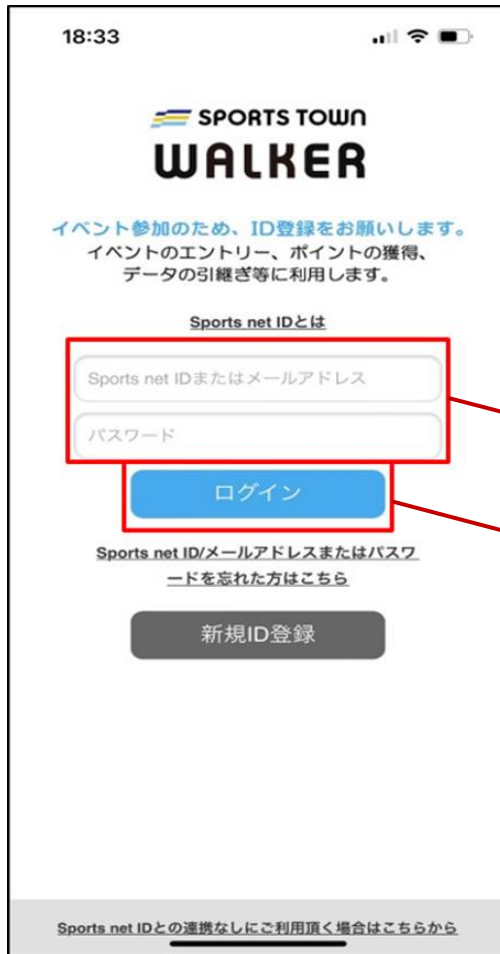 18:33
SPORTS TOWN
WALKER
イベント参加のため、ID登録をお願いします。
イベントのエントリー、ポイントの獲得、
データの引継ぎ等に利用します。
Sports net IDとは
Sports net IDまたはメールアドレス
パスワード
ログイン
Sports net ID/メールアドレスまたはパスワ
ードを忘れた方はこちら
新規ID登録
Sports net IDとの連携なしにご利用頂く場合はこちらから